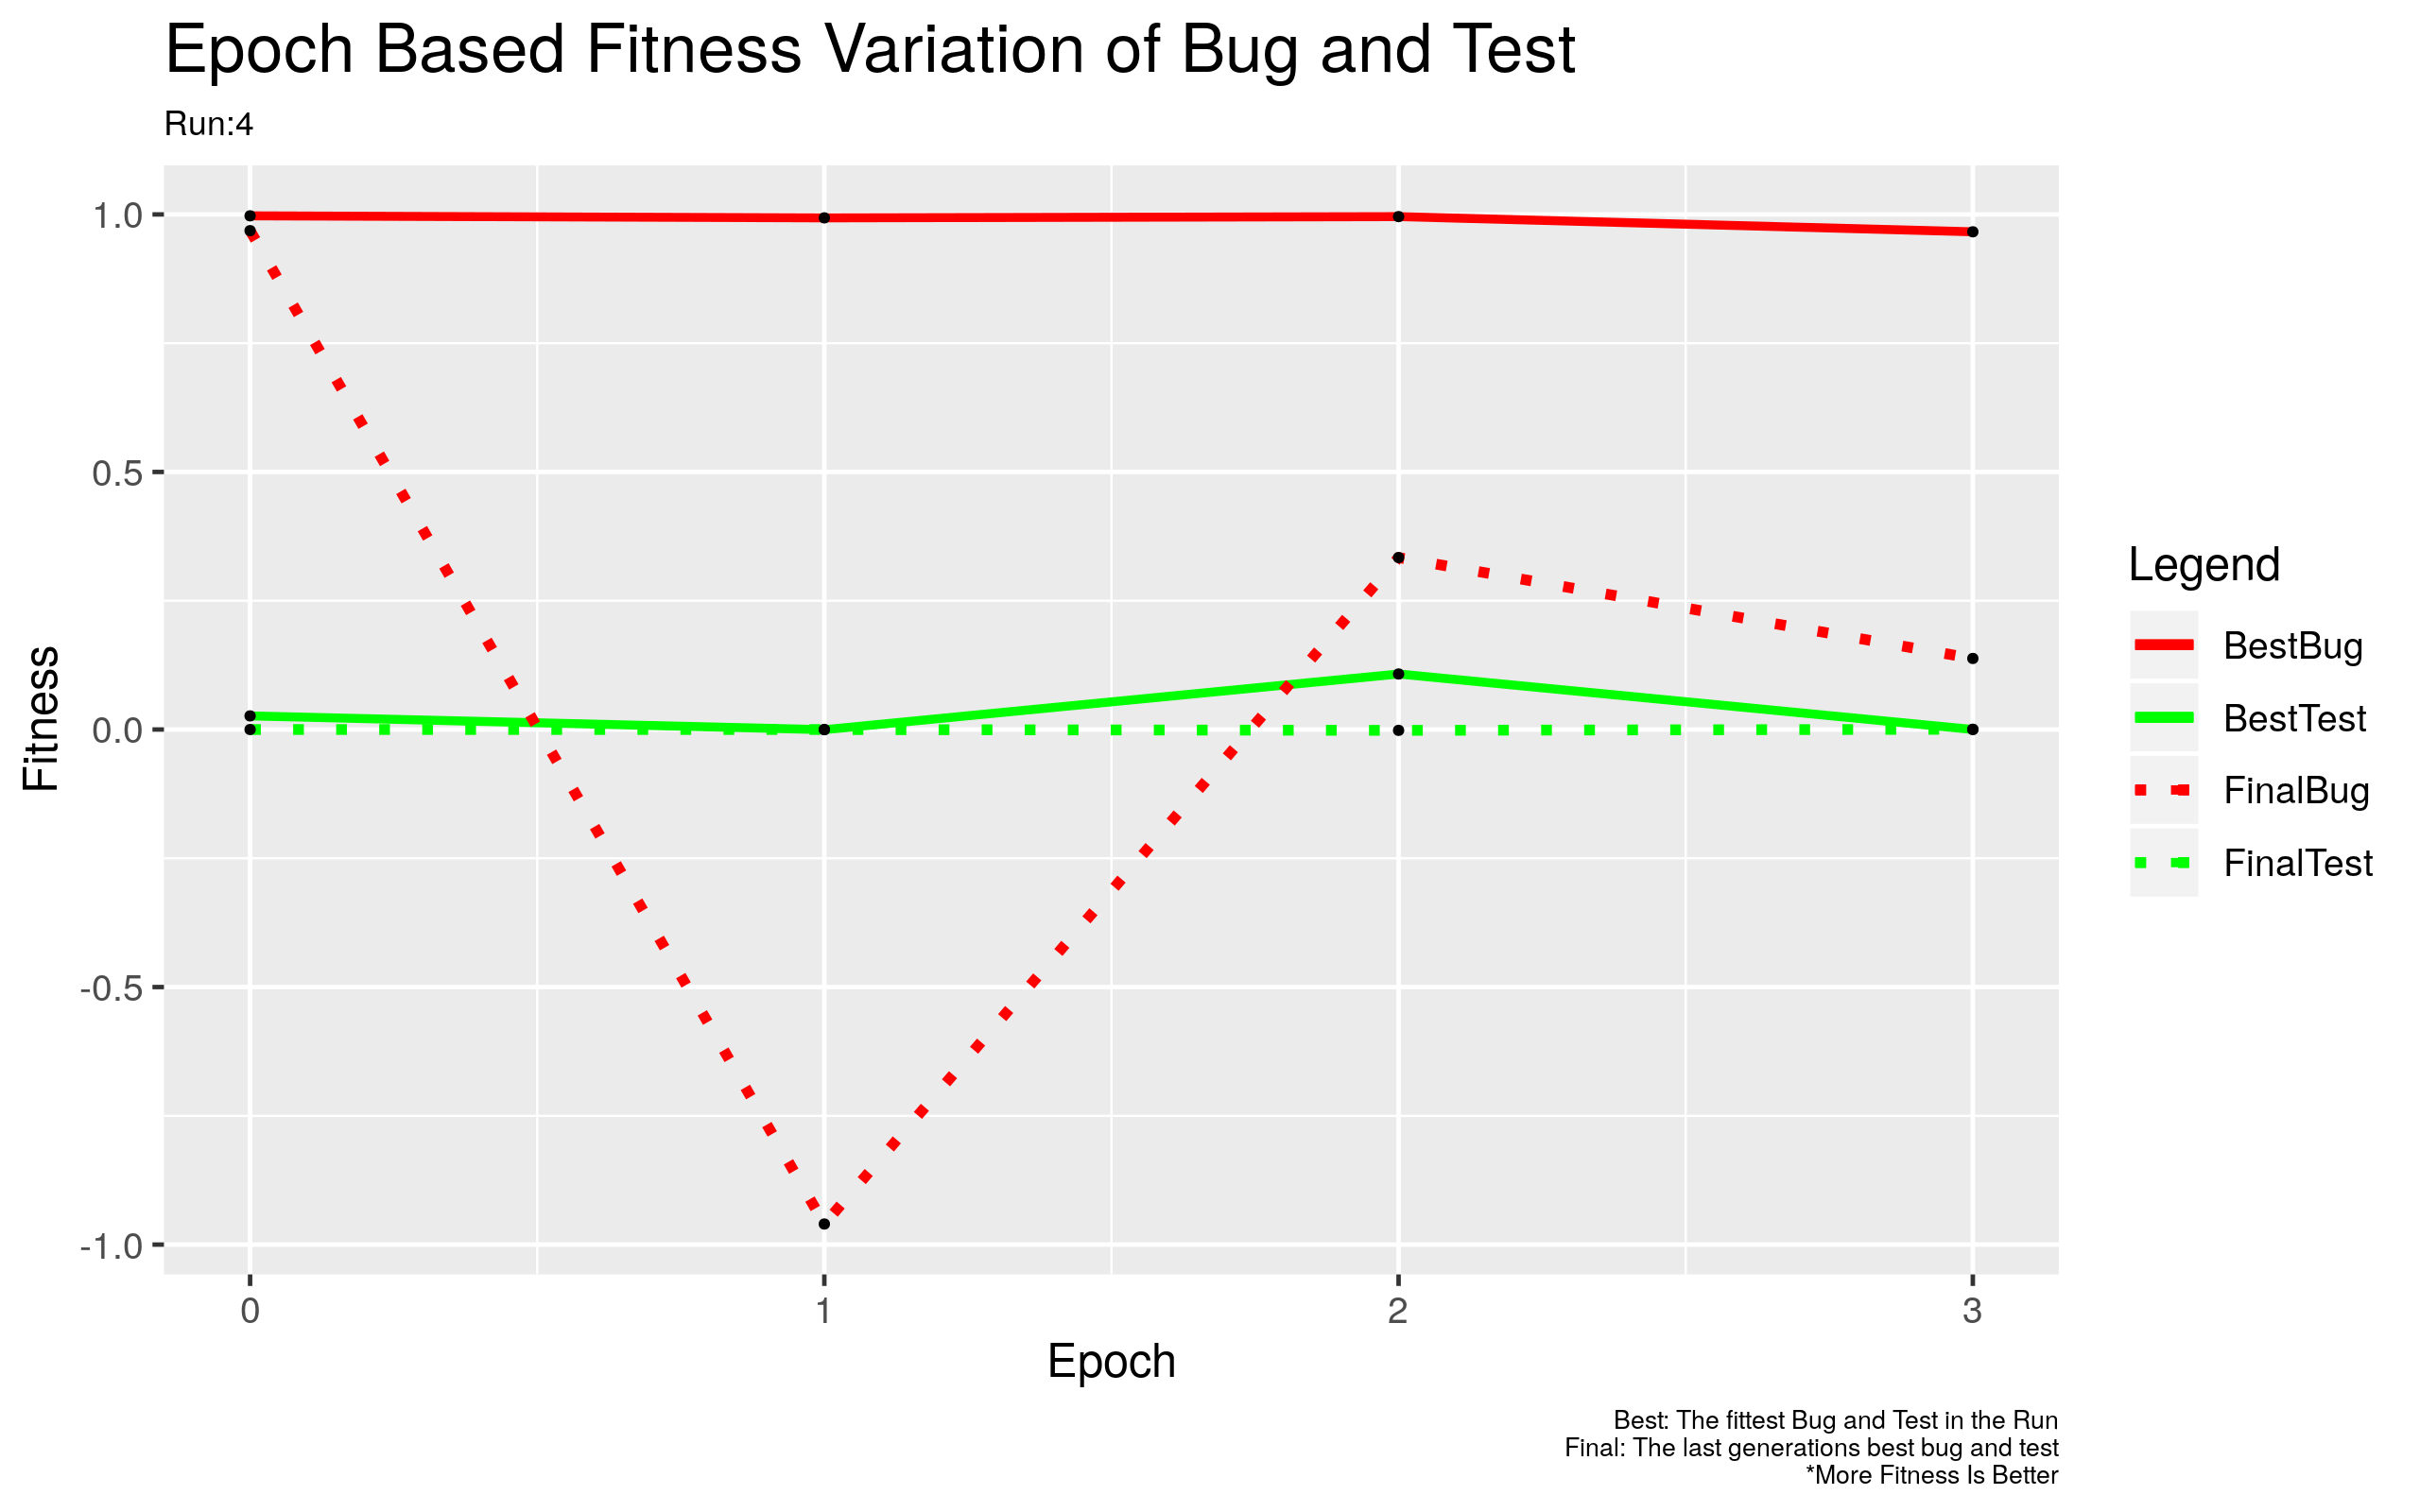 Epoch Based Fitness Variation of Bug and Test
Run:4
1.0
0.5
0.0
-0.5
-1.0
Fitness
0
1
2
3
Epoch
Legend
BestBug
BestTest
FinalBug
FinalTest
Best: The fittest Bug and Test in the Run
Final: The last generations best bug and test
*More Fitness Is Better